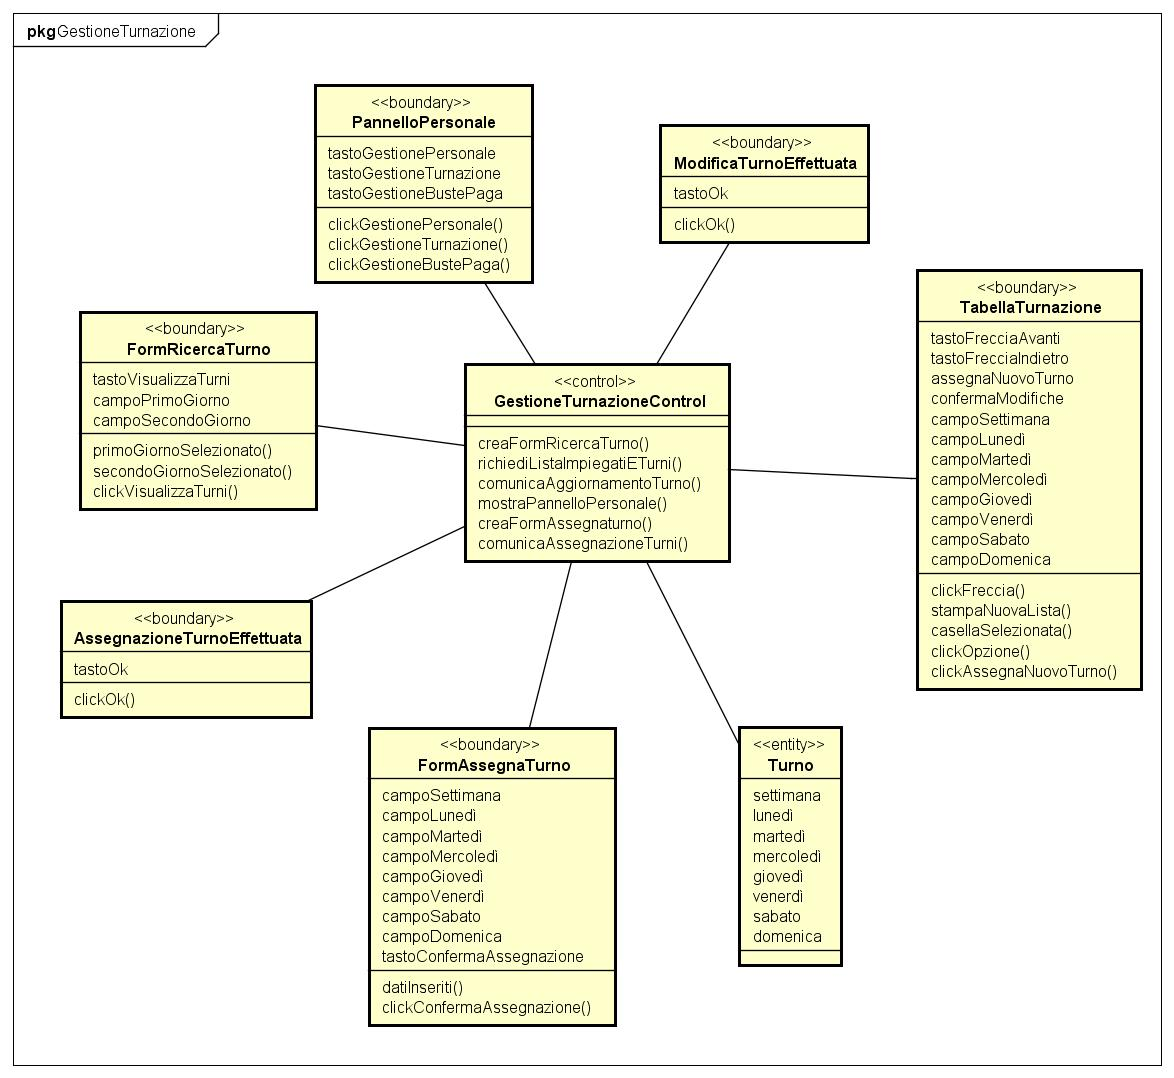 pkgGestioneTurnazione
<<boundary>>
PannelloPersonale
tastoGestionePersonale
tastoGestioneTurnazione
tastoGestioneBustePaga
clickGestionePersonale()
clickGestioneTurnazione()
clickGestioneBustePaga()
<<boundary>>
ModificaTurnoEffettuata
tastoOk
clickOk()
<<boundary>>
TabellaTurnazione
tastoFrecciaAvanti
tastoFrecciaIndietro
assegnaNuovoTurno
confermaModifiche
campoSettimana
campoLunedì
campoMartedì
campoMercoledì
campoGiovedì
campoVenerdì
campoSabato
campoDomenica
clickFreccia()
stampaNuovaLista()
casellaSelezionata()
clickOpzione()
clickAssegnaNuovoTurno()
<<boundary>>
FormRicercaTurno
tastoVisualizzaTurni
campoPrimoGiorno
campoSecondoGiorno
primoGiornoSelezionato()
secondoGiornoSelezionato()
clickVisualizzaTurni()
<<control>>
GestioneTurnazioneControl
creaFormRicercaTurno()
richiediListaImpiegatiETurni()
comunicaAggiornamentoTurno()
mostraPannelloPersonale()
creaFormAssegnaturno()
comunicaAssegnazioneTurni()
<<boundary>>
AssegnazioneTurnoEffettuata
tastoOk
clickOk()
<<boundary>>
FormAssegnaTurno
campoSettimana
campoLunedì
campoMartedì
campoMercoledì
campoGiovedì
campoVenerdì
campoSabato
campoDomenica
tastoConfermaAssegnazione
datiInseriti()
clickConfermaAssegnazione()
<<entity>>
Turno
settimana
lunedì
martedì
mercoledì
giovedì
venerdì
sabato
domenica